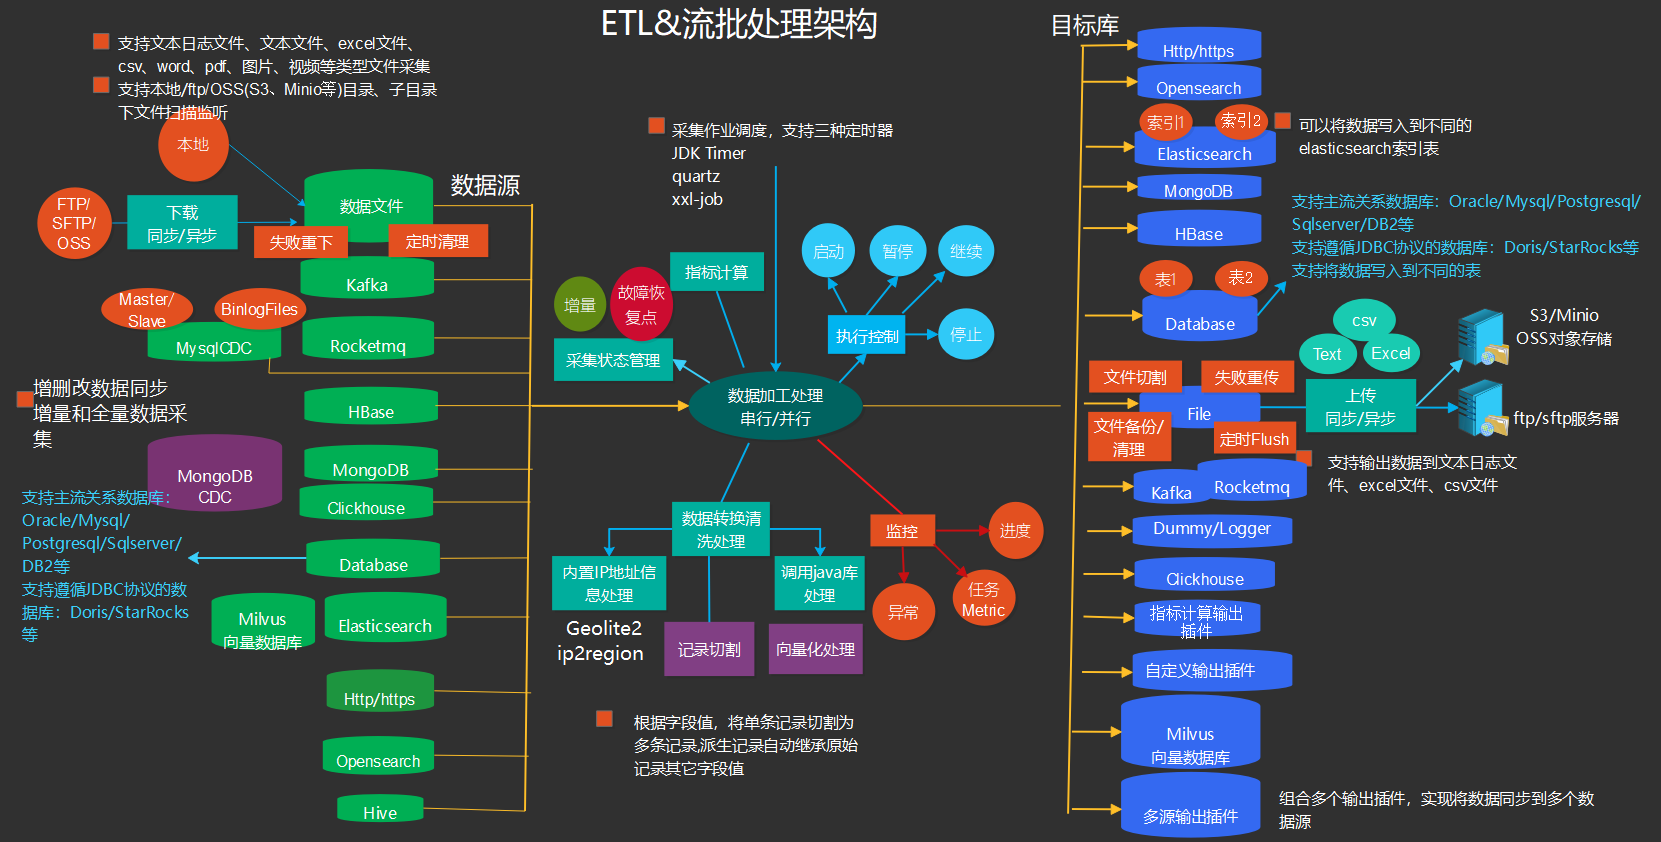 ETL&流批处理架构
支持文本日志文件、文本文件、excel文件、
csv、word、pdf、图片、视频等类型文件采集
支持本地/ftp/OSS(S3、Minio等)目录、子目录
下文件扫描监听
本地
FTP/
SFTP/
OSS
下载
同步/异步
数据源
数据文件
失败重下
定时清理
Kafka
Master/
Slave
BinlogFiles
MysqlCDC
Rocketmq
增删改数据同步
增量和全量数据采
集
HBase
MongoDB
CDC
MongoDB
Clickhouse
支持主流关系数据库：
Oracle/Mysql/
Postgresql/Sqlserver/
DB2等
支持遵循JDBC协议的数
据库：Doris/StarRocks
等
Database
Milvus
向量数据库
Elasticsearch
Http/https
Opensearch
Hive
采集作业调度，支持三种定时器
JDK Timer
quartz
xxl-job
指标计算
增量
故障恢
复点
采集状态管理
启动
暂停
继续
执行控制
停止
数据加工处理
串行/并行
数据转换清
洗处理
内置IP地址信
息处理
调用java库
处理
Geolite2
ip2region
记录切割
向量化处理
监控
进度
异常
任务
Metric
根据字段值，将单条记录切割为
多条记录,派生记录自动继承原始
记录其它字段值
目标库
Http/https
Opensearch
索引1
索引2
Elasticsearch
可以将数据写入到不同的
elasticsearch索引表
MongoDB
HBase
支持主流关系数据库：Oracle/Mysql/Postgresql/
Sqlserver/DB2等
支持遵循JDBC协议的数据库：Doris/StarRocks等
支持将数据写入到不同的表
表1
表2
Database
csv
Text
Excel
S3/Minio
OSS对象存储
文件切割
失败重传
File
文件备份/
清理
定时Flush
上传
同步/异步
ftp/sftp服务器
支持输出数据到文本日志文
件、excel文件、csv文件
Kafka
Rocketmq
Dummy/Logger
Clickhouse
指标计算输出
插件
自定义输出插件
Milvus
向量数据库
多源输出插件
组合多个输出插件，实现将数据同步到多个数
据源